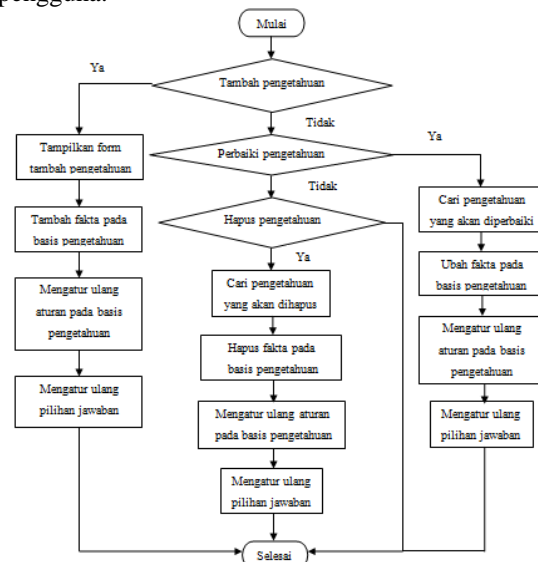 pengguna.
Mulai
Ya
Tambah pengetahuan
Tidak
Tampilkan form
tambah pengetahuan
Perbaiki pengetahuan
Ya
Tidak
Tambah fakta pada
basis pengetahuan
Hapus pengetahuan
Cari pengetahuan
yang akan diperbaiki
Ya
Mengatur ulang
aturan pada basis
pengetahuan
Cari pengetahuan
yang akan dihapus
Ubah fakta pada
basis pengetahuan
Hapus fakta pada
basis pengetahuan
Mengatur ulang
aturan pada basis
pengetahuan
Mengatur ulang
pilihan jawaban
Mengatur ulang aturan
pada basis pengetahuan
Mengatur ulang
pilihan jawaban
Mengatur ulang
pilihan jawaban
Selesai